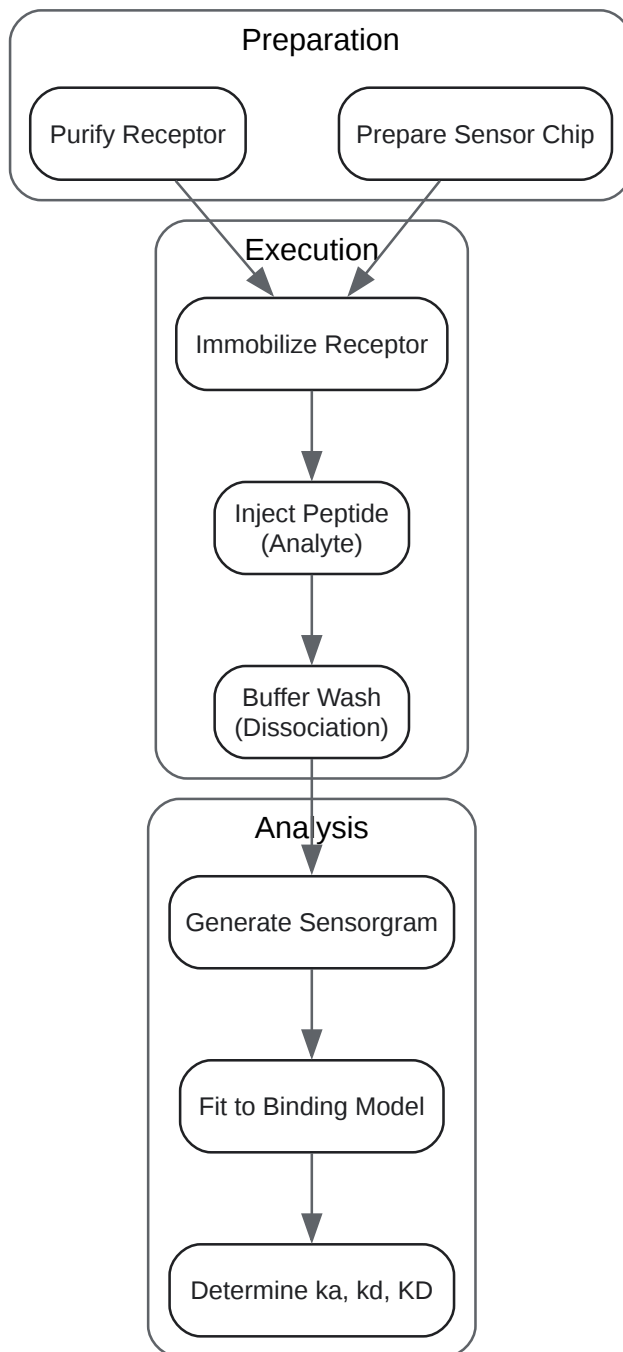 Preparation
Purify Receptor
Prepare Sensor Chip
Execution
Immobilize Receptor
Inject Peptide
(Analyte)
Buffer Wash
(Dissociation)
Analysis
Generate Sensorgram
Fit to Binding Model
Determine ka, kd, KD